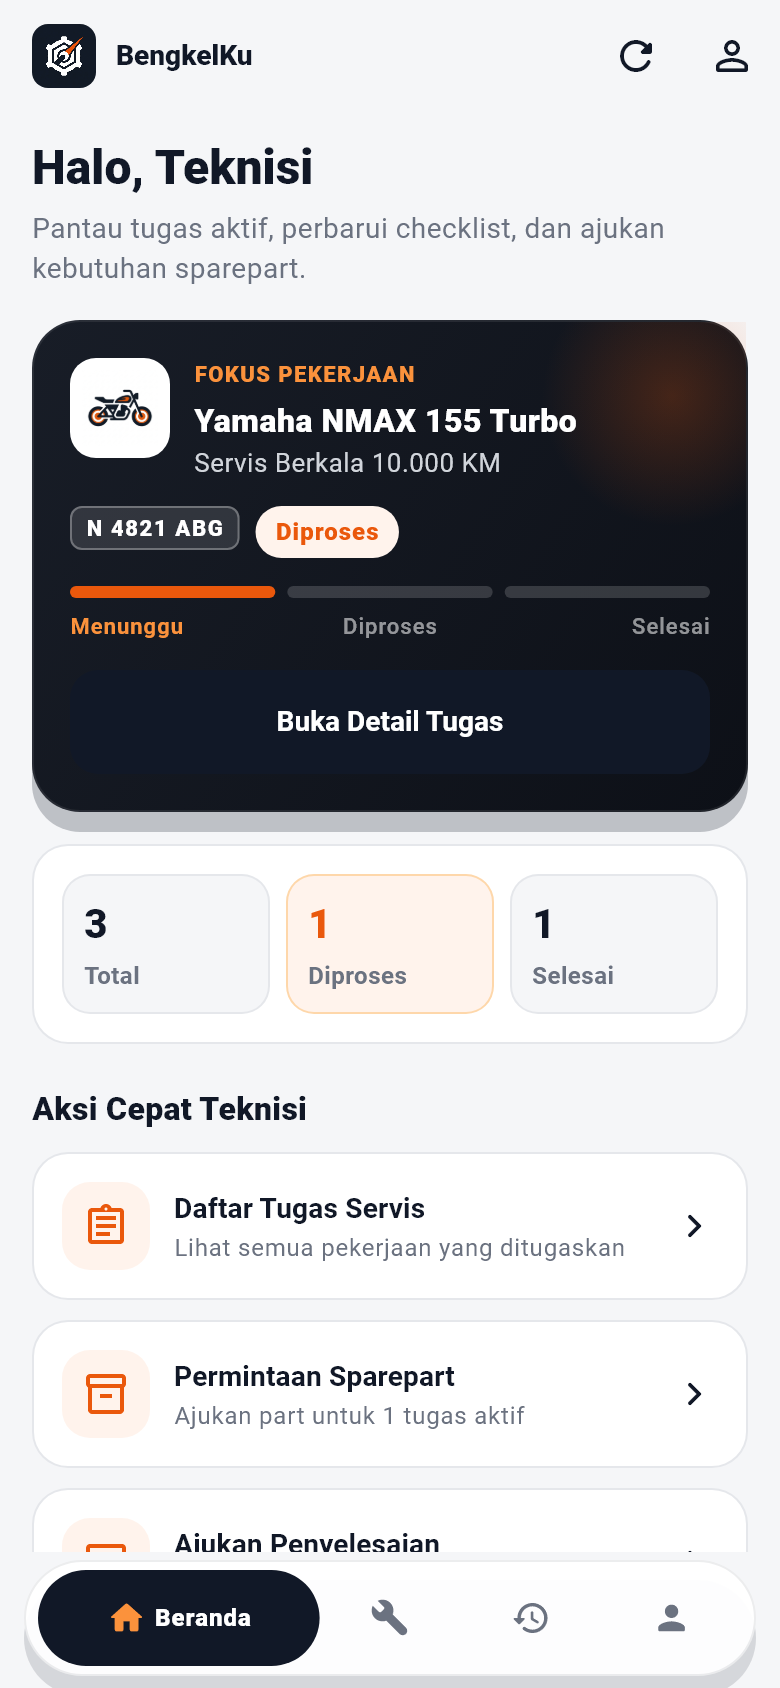 BengkelKu
Halo, Teknisi
Pantau tugas aktif, perbarui checklist, dan ajukan
kebutuhan sparepart.
FOKUS PEKERJAAN
Yamaha NMAX 155 Turbo
Servis Berkala 10.000 KM
N 4821 ABG
Diproses
Menunggu
Diproses
Selesai
Buka Detail Tugas
3
Total
1
Diproses
1
Selesai
Aksi Cepat Teknisi
Daftar Tugas Servis
Lihat semua pekerjaan yang ditugaskan
Permintaan Sparepart
Ajukan part untuk 1 tugas aktif
Ajukan Penyelesaian
Beranda